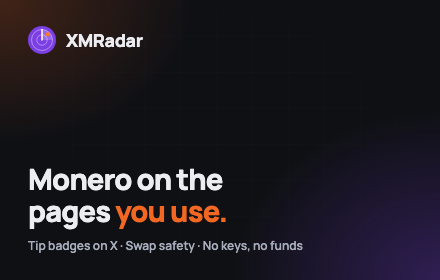 XMRadar
Monero on the
pages you use.
Tip badges on X · Swap safety · No keys, no funds